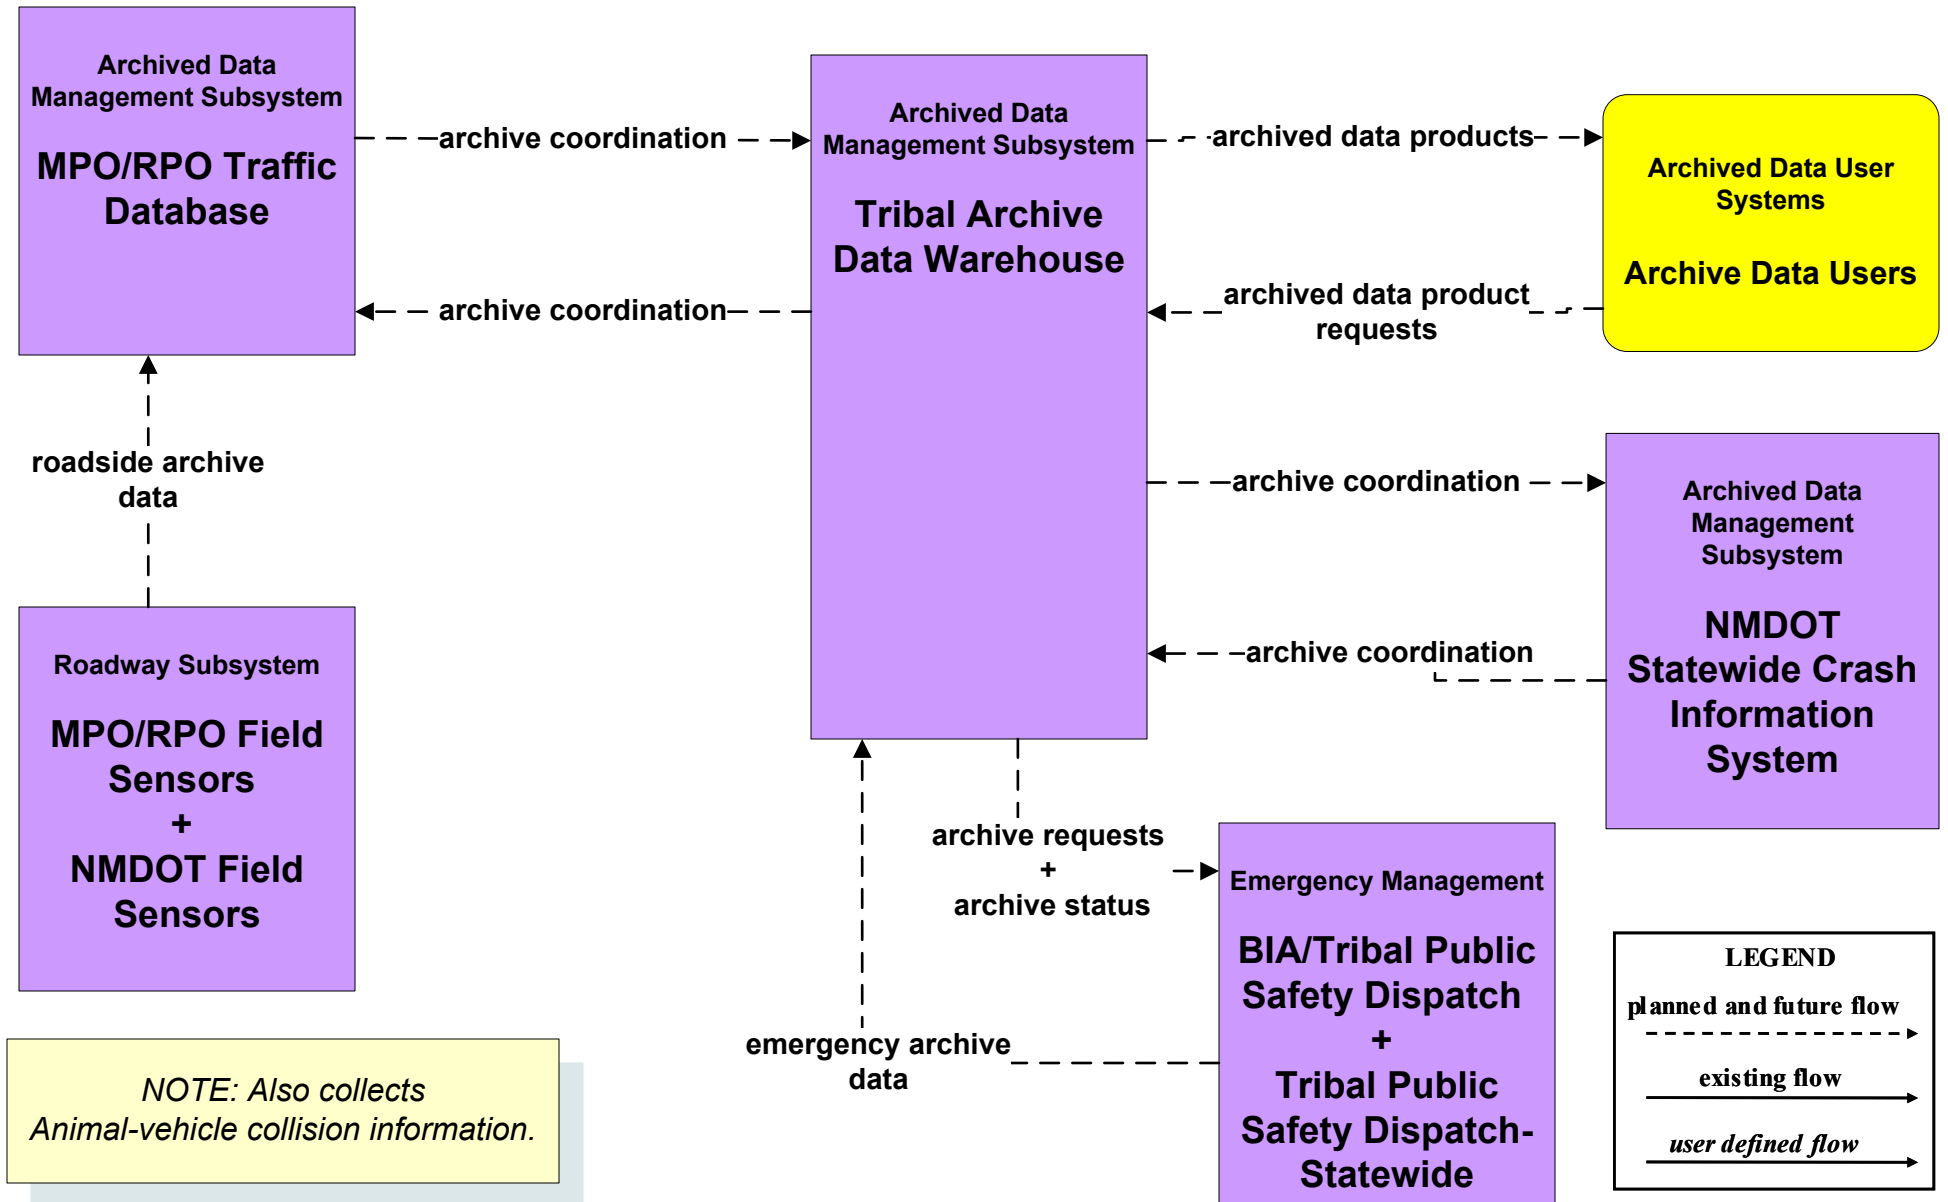 Archived Data
Management Subsystem
MPO/RPO Traffic
Database
archive coordination
archive coordination
roadside archive
data
Roadway Subsystem
MPO/RPO Field
Sensors
+
NMDOT Field
Sensors
NOTE: Also collects
Animal-vehicle collision information.
Archived Data
Management Subsystem
Tribal Archive
Data Warehouse
archived data products
archived data product
requests
Archived Data User
Systems
Archive Data Users
archive coordination
archive coordination
Archived Data
Management
Subsystem
NMDOT
Statewide Crash
Information
System
archive requests
+
archive status
emergency archive
data
Emergency Management
BIA/Tribal Public
Safety Dispatch
+
Tribal Public
Safety Dispatch-
Statewide
LEGEND
planned and future flow
existing flow
user defined flow